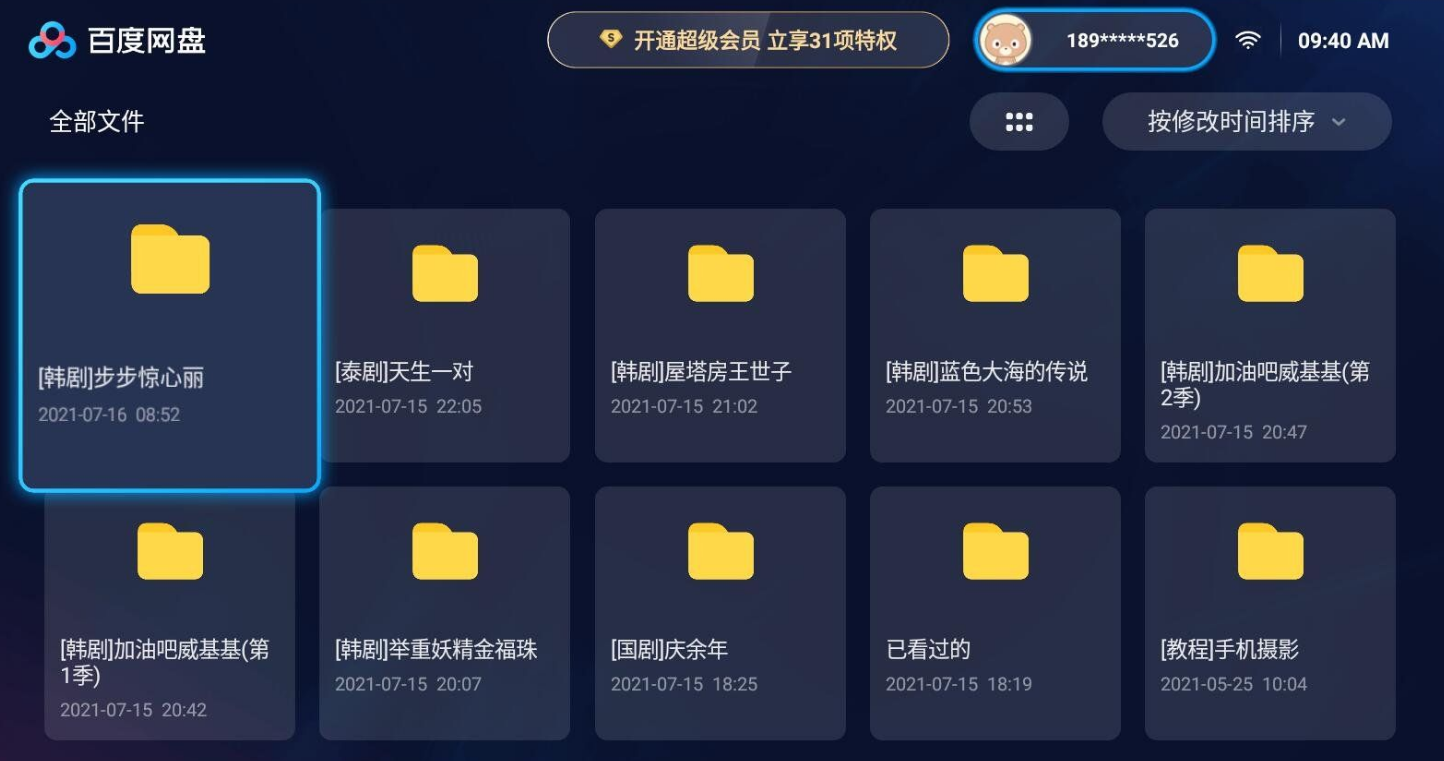 百度网盘
开通超级会员 立享31项特权
189*****526
09:40 AM
全部文件
按修改时间排序
[韩剧]步步惊心丽
2021-07-16 08:52
[泰剧]天生一对
2021-07-15 22:05
[韩剧]屋塔房王世子
2021-07-15 21:02
[韩剧]蓝色大海的传说
2021-07-15 20:53
[韩剧]加油吧威基基(第
2季)
2021-07-15 20:47
[韩剧]加油吧威基基(第
1季)
2021-07-15 20:42
[韩剧]举重妖精金福珠
2021-07-15 20:07
[国剧]庆余年
2021-07-15 18:25
已看过的
2021-07-15 18:19
[教程]手机摄影
2021-05-25 10:04